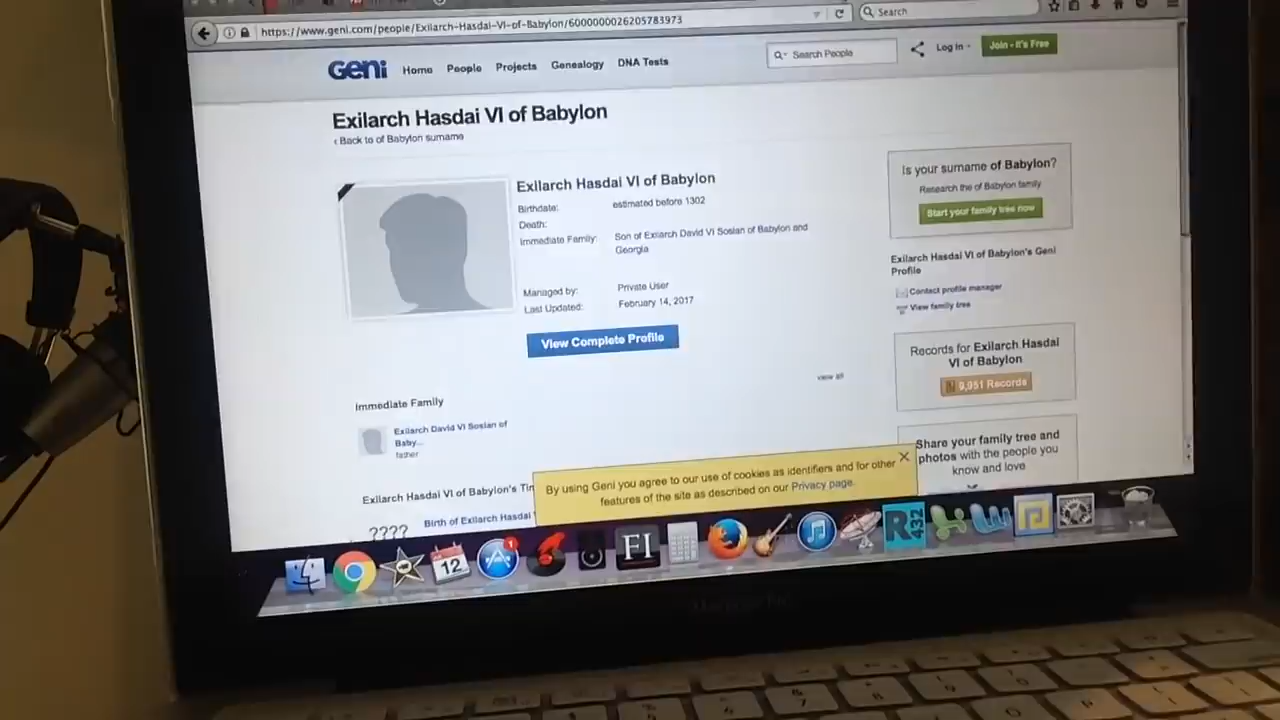 https://www.geni.com/people/Exilarch-Hasdai-VI-of-Babylon/6000000026205783973
Search
Geni
Home People Projects Genealogy DNA Tests
Search People
Log In
Join - It's Free
Exilarch Hasdai VI of Babylon
‹ Back to of Babylon surname
Exilarch Hasdai VI of Babylon
Birthdate: estimated before 1302
Death:
Immediate Family: Son of Exilarch David VI Soslan of Babylon and
Georgia
Managed by: Private User
Last Updated: February 14, 2017
View Complete Profile
view all
Immediate Family
Exilarch David VI Soslan of
Baby...
father
Exilarch Hasdai VI of Babylon's Tim
????
Birth of Exilarch Hasdai
Is your surname of Babylon?
Research the of Babylon family
Start your family tree now
Exilarch Hasdai VI of Babylon's Geni
Profile
Contact profile manager
View family tree
Records for Exilarch Hasdai
VI of Babylon
9,951 Records
Share your family tree and
photos with the people you
know and love
By using Geni you agree to our use of cookies as identifiers and for other
features of the site as described on our Privacy page.
12
1
FI
R
432